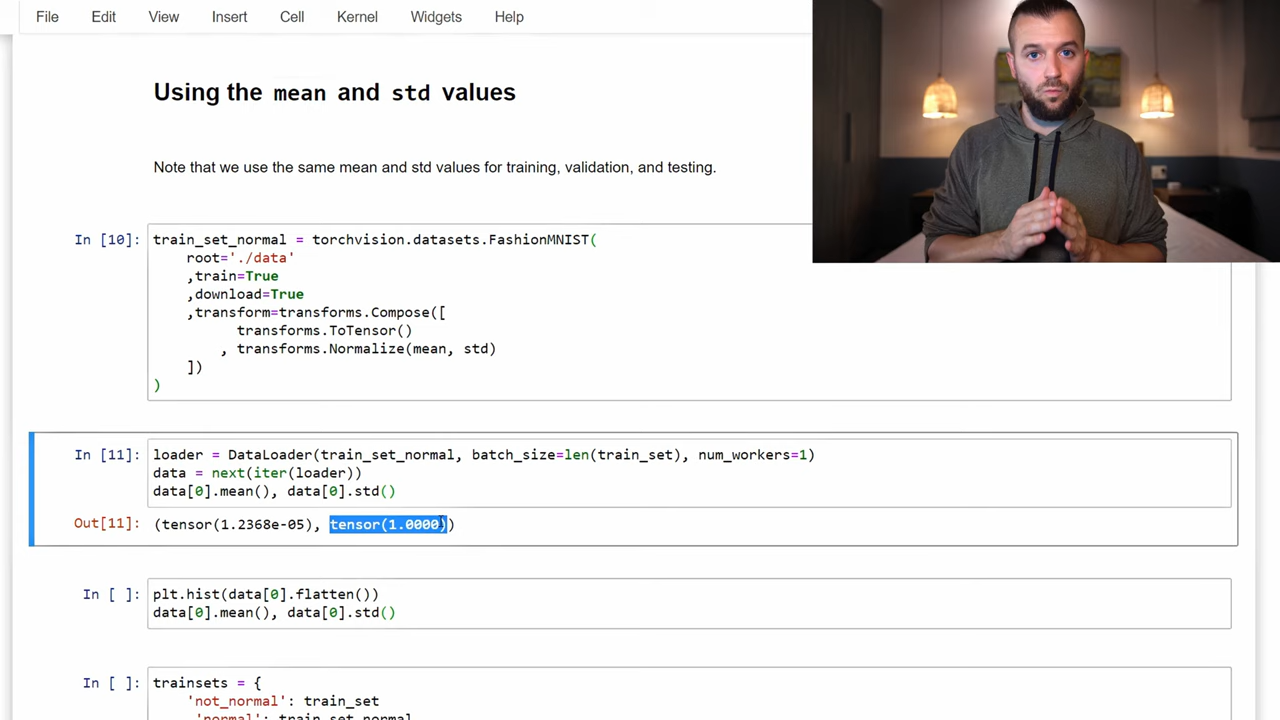 File Edit View Insert Cell Kernel Widgets Help
Using the mean and std values
Note that we use the same mean and std values for training, validation, and testing.
In [10]:
train_set_normal = torchvision.datasets.FashionMNIST(
root='./data'
,train=True
,download=True
,transform=transforms.Compose([
transforms.ToTensor()
, transforms.Normalize(mean, std)
])
)
In [11]:
loader = DataLoader(train_set_normal, batch_size=len(train_set), num_workers=1)
data = next(iter(loader))
data[0].mean(), data[0].std()
Out[11]: (tensor(1.2368e-05), tensor(1.0000))
In [ ]:
plt.hist(data[0].flatten())
data[0].mean(), data[0].std()
In [ ]:
trainsets = {
'not_normal': train_set
,'normal': train_set_normal